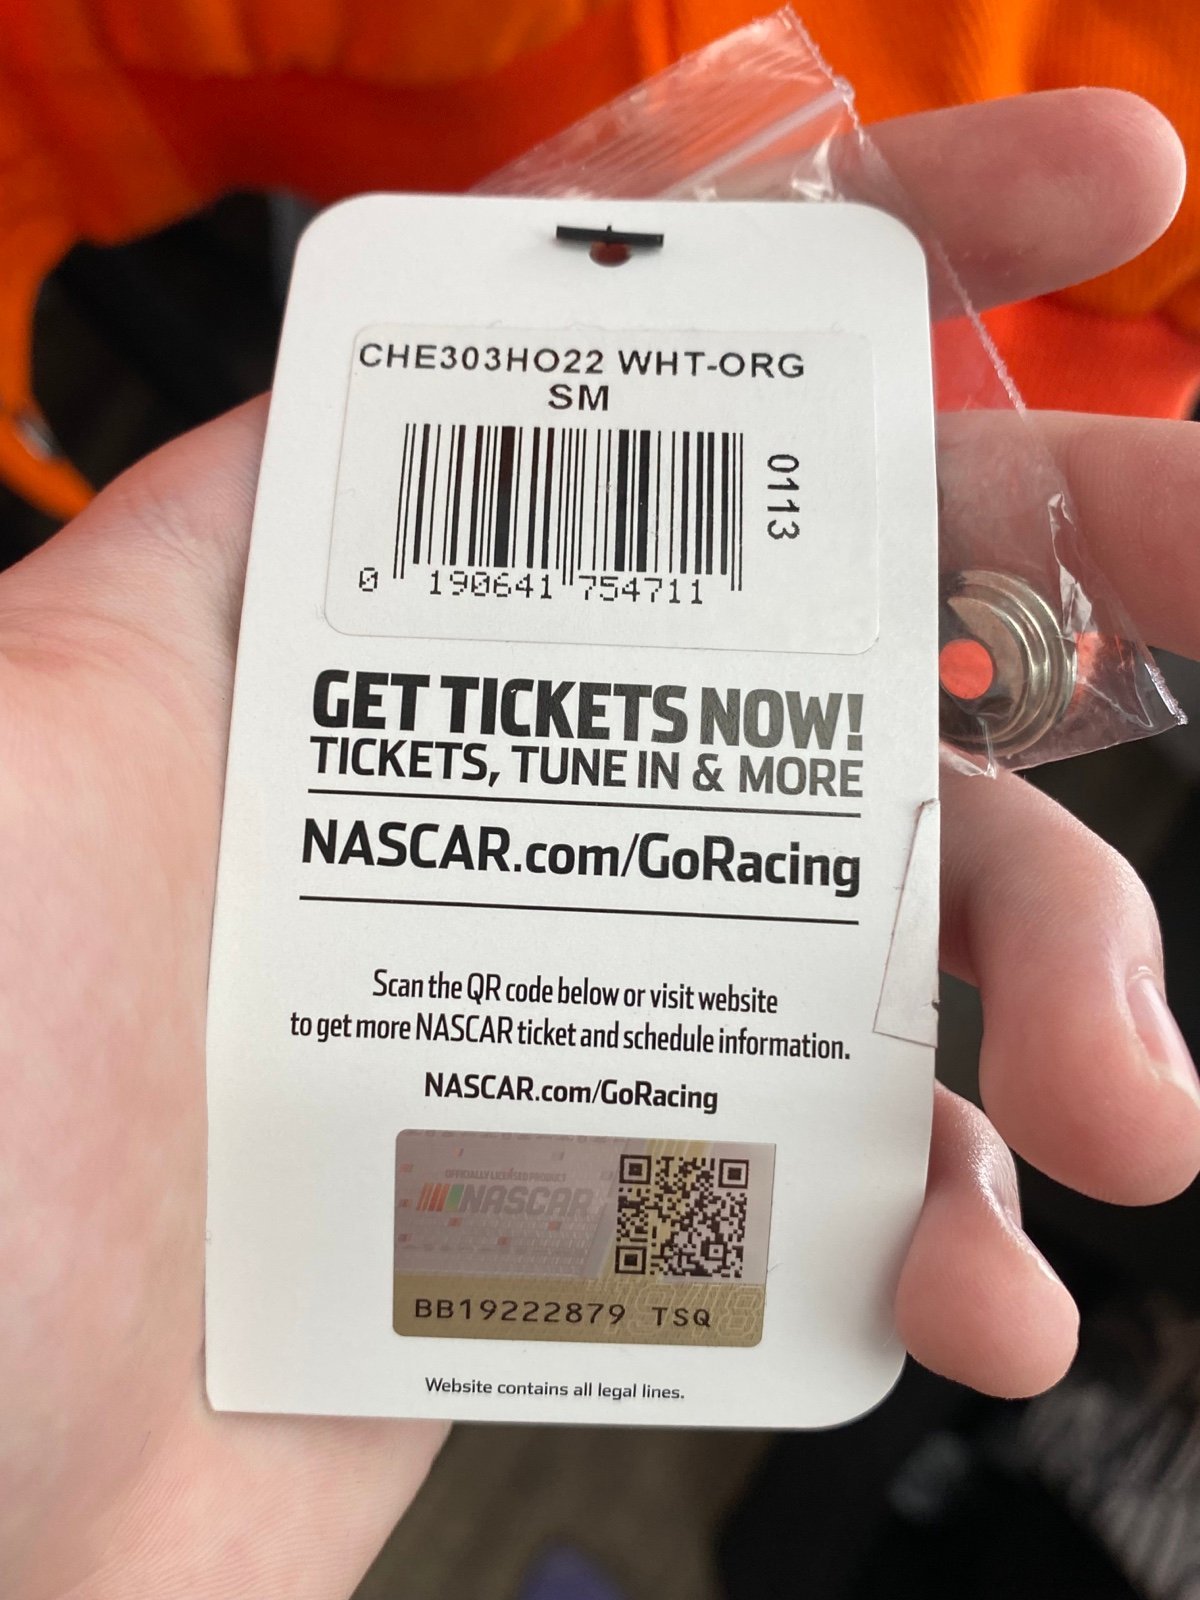 CHE303HO22 WHT-ORG
SM
0113
0 190641 754711
GET TICKETS NOW!
TICKETS, TUNE IN & MORE
NASCAR.com/GoRacing
Scan the QR code below or visit website
to get more NASCAR ticket and schedule information.
NASCAR.com/GoRacing
OFFICIALLY LICENSED PRODUCT
NASCAR
1948
BB19222879 TSQ
Website contains all legal lines.